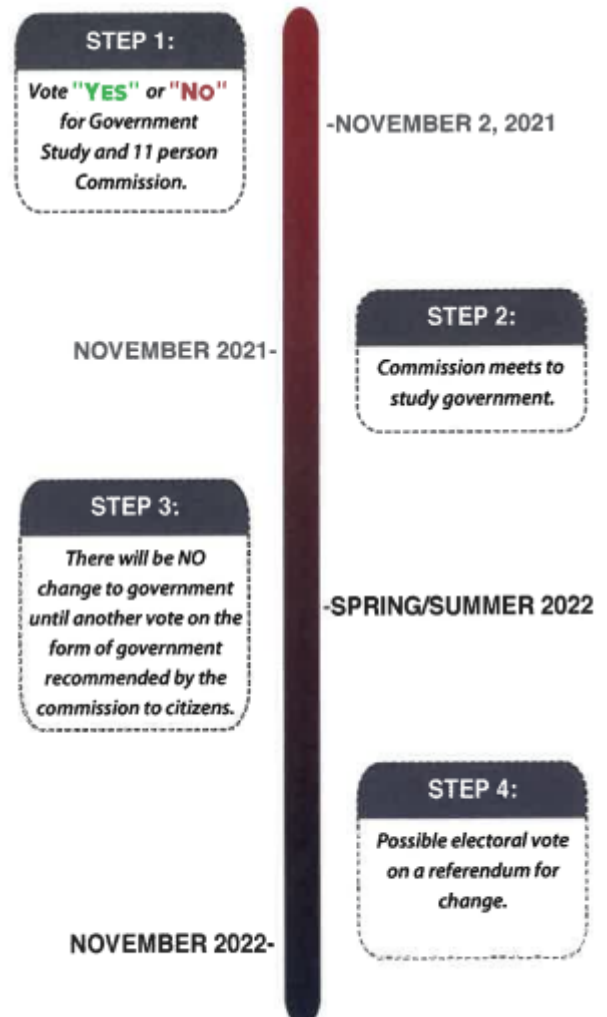 STEP 1:
Vote "YES" or "NO"
for Government
Study and 11 person
Commission.
-NOVEMBER 2, 2021
STEP 2:
NOVEMBER 2021-
Commission meets to
study government.
STEP 3:
There will be NO
change to government
until another vote on the
form of government
recommended by the
commission to citizens.
-SPRING/SUMMER 2022
STEP 4:
Possible electoral vote
on a referendum for
change.
NOVEMBER 2022-